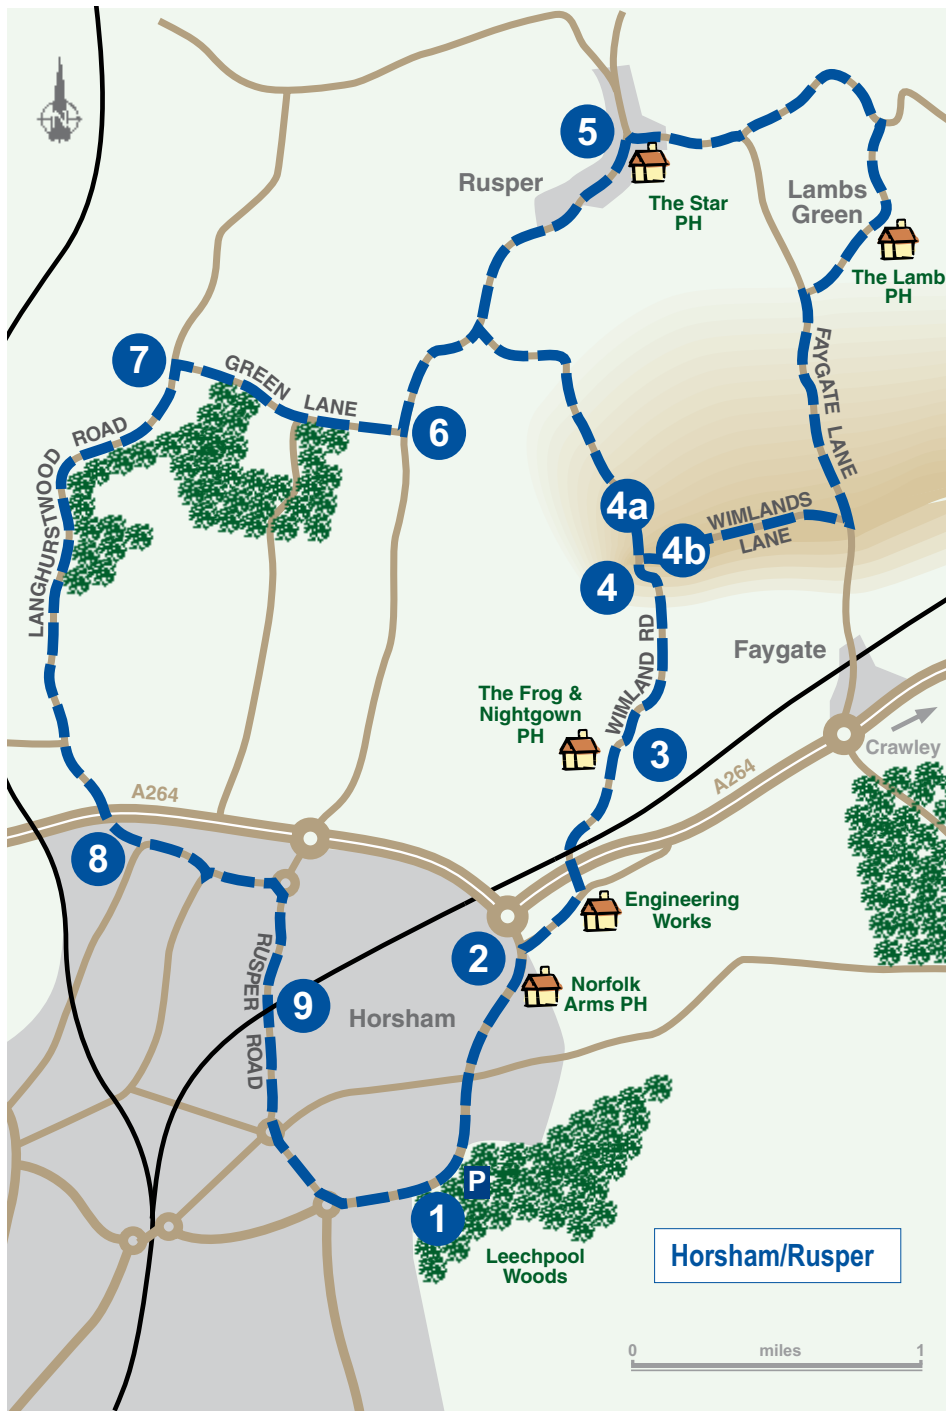 N
5
Rusper
The Star
PH
Lambs
Green
The Lamb
PH
7
GREEN LANE
6
LANGHURSTWOOD ROAD
FAYGATE LANE
4a
4b
WIMLANDS
LANE
4
WIMLAND RD
Faygate
The Frog &
Nightgown
PH
3
Crawley
A264
A264
8
Engineering
Works
2
Norfolk
Arms PH
RUSPER ROAD
9
Horsham
P
1
Leechpool
Woods
Horsham/Rusper
0 miles 1